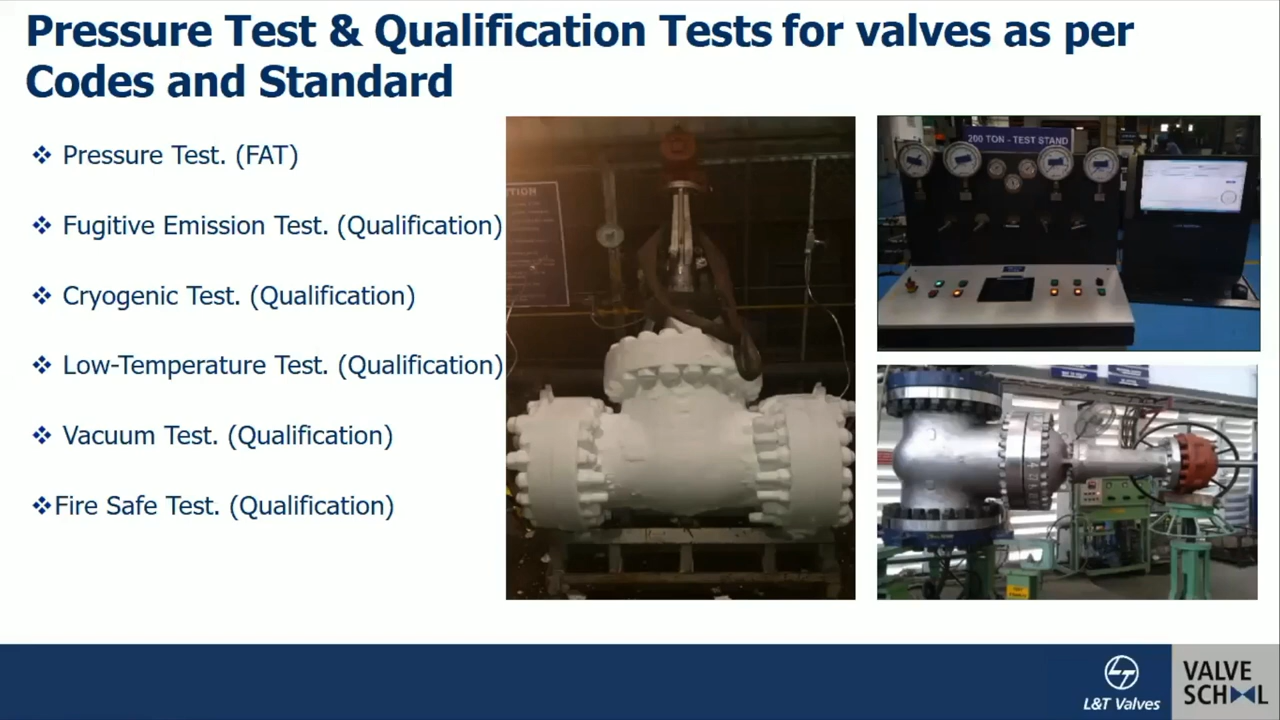 Pressure Test & Qualification Tests for valves as per
Codes and Standard
❖ Pressure Test. (FAT)
❖ Fugitive Emission Test. (Qualification)
❖ Cryogenic Test. (Qualification)
❖ Low-Temperature Test. (Qualification)
❖ Vacuum Test. (Qualification)
❖Fire Safe Test. (Qualification)
200 TON - TEST STAND
L&T Valves
VALVE
SCHOOL